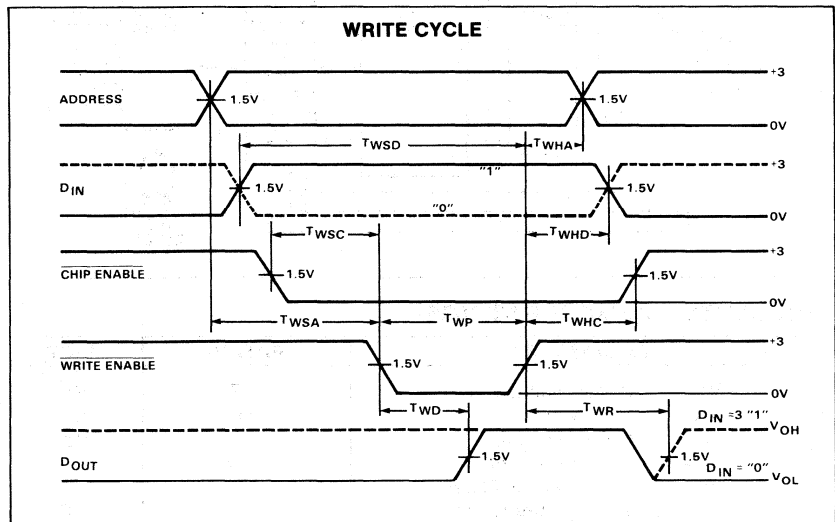 WRITE CYCLE
+3
ADDRESS
1.5V
1.5V
0V
TWSD
TWHA
+3
"1"
DIN
1.5V
1.5V
"0"
0V
TWSC
TWHD
+3
CHIP ENABLE
1.5V
1.5V
0V
TWSA
TWP
TWHC
+3
WRITE ENABLE
1.5V
1.5V
0V
TWD
TWR
DIN =3 "1"
VOH
DOUT
1.5V
1.5V
DIN = "0"
VOL